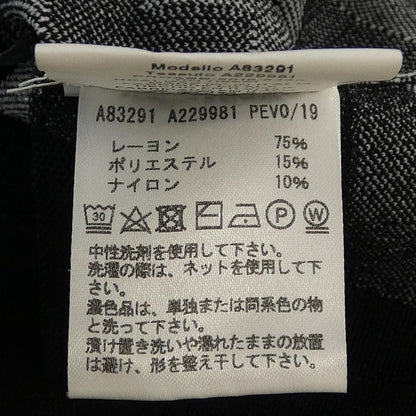 Modello A83291
Tessuto A229981
A83291 A229981 PEVO/19
レーヨン 75%
ポリエステル 15%
ナイロン 10%
30
P
W
中性洗剤を使用して下さい。
洗濯の際は、ネットを使用して下さい。
濃色品は、単独または同系色の物
と洗って下さい。
漬け置き洗いや濡れたままの放置
は避け、形を整え干して下さい。